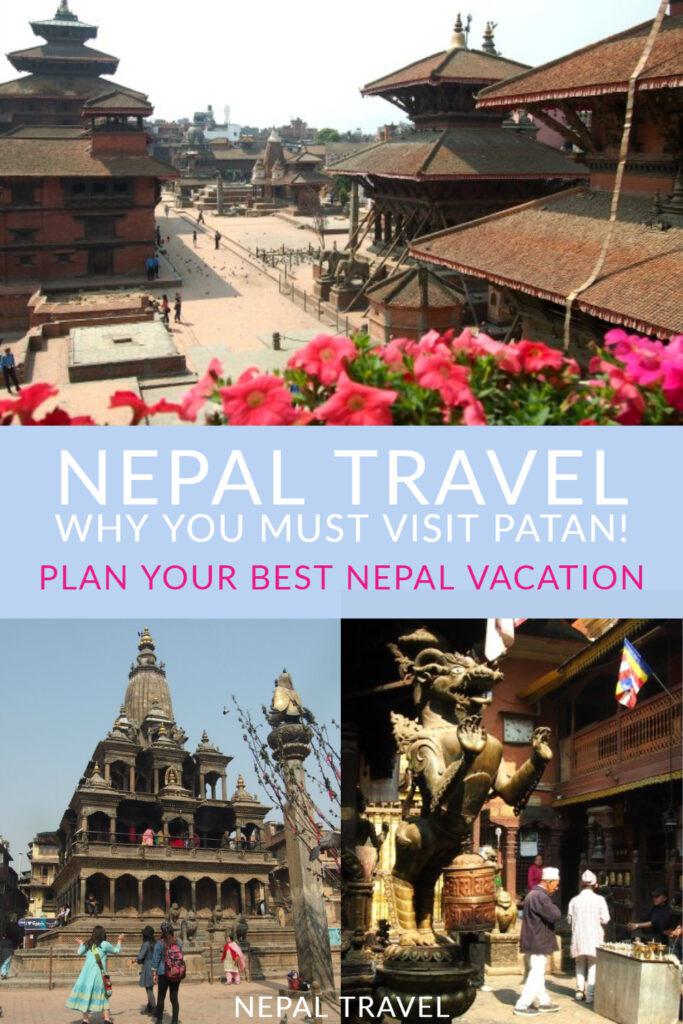 NEPAL TRAVEL
WHY YOU MUST VISIT PATAN!
PLAN YOUR BEST NEPAL VACATION
NEPAL TRAVEL